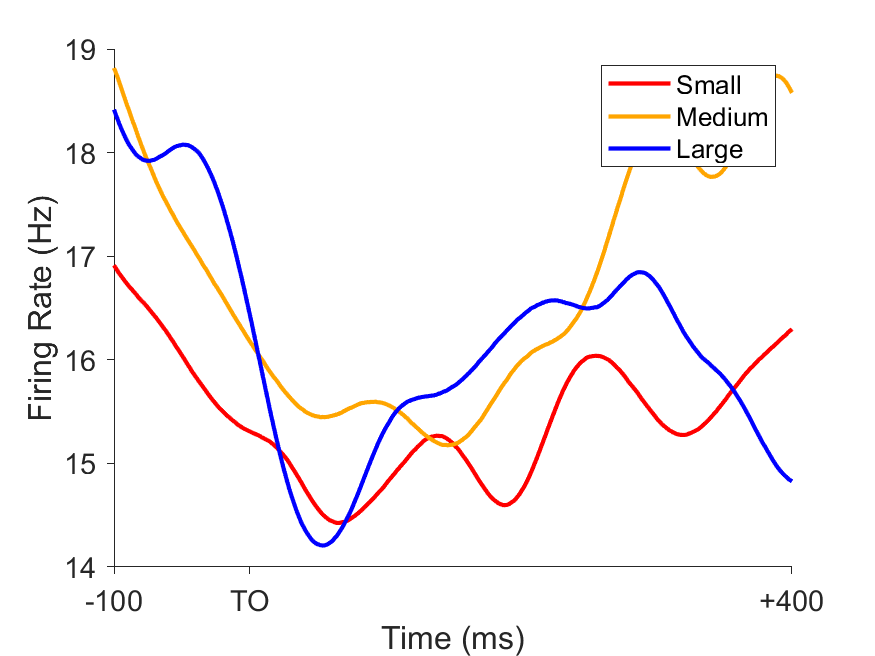 19
18
17
16
15
14
Firing Rate (Hz)
Small
Medium
Large
-100
TO
+400
Time (ms)